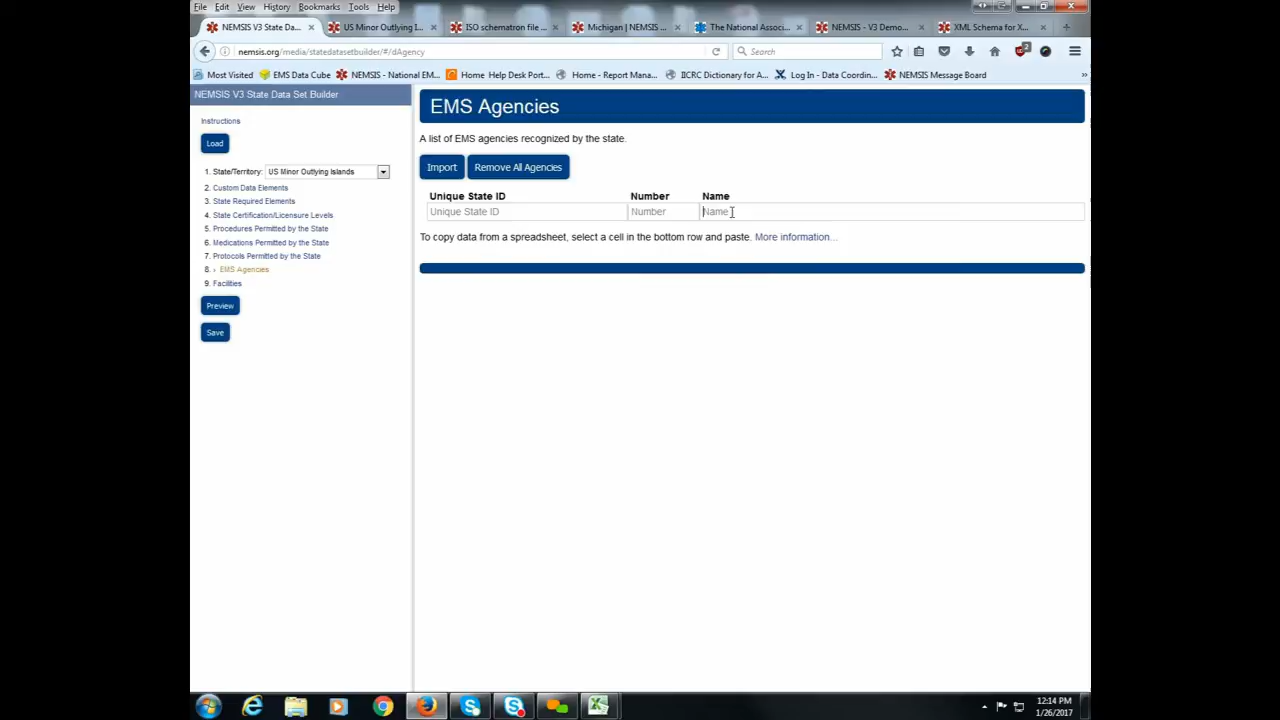 File Edit View History Bookmarks Tools Help
NEMSIS V3 State Da... US Minor Outlying I... ISO schematron file ... Michigan | NEMSIS ... The National Associ... NEMSIS - V3 Demo... XML Schema for X...
nemsis.org/media/statedatasetbuilder/#/dAgency Search 2
Most Visited EMS Data Cube NEMSIS - National EM... Home Help Desk Port... Home - Report Mana... IICRC Dictionary for A... Log In - Data Coordin... NEMSIS Message Board »
NEMSIS V3 State Data Set Builder
Instructions
Load
1. State/Territory: US Minor Outlying Islands
2. Custom Data Elements
3. State Required Elements
4. State Certification/Licensure Levels
5. Procedures Permitted by the State
6. Medications Permitted by the State
7. Protocols Permitted by the State
8. › EMS Agencies
9. Facilities
Preview
Save
EMS Agencies
A list of EMS agencies recognized by the state.
Import Remove All Agencies
Unique State ID Number Name
Unique State ID Number Name
To copy data from a spreadsheet, select a cell in the bottom row and paste. More information...
12:14 PM
1/26/2017